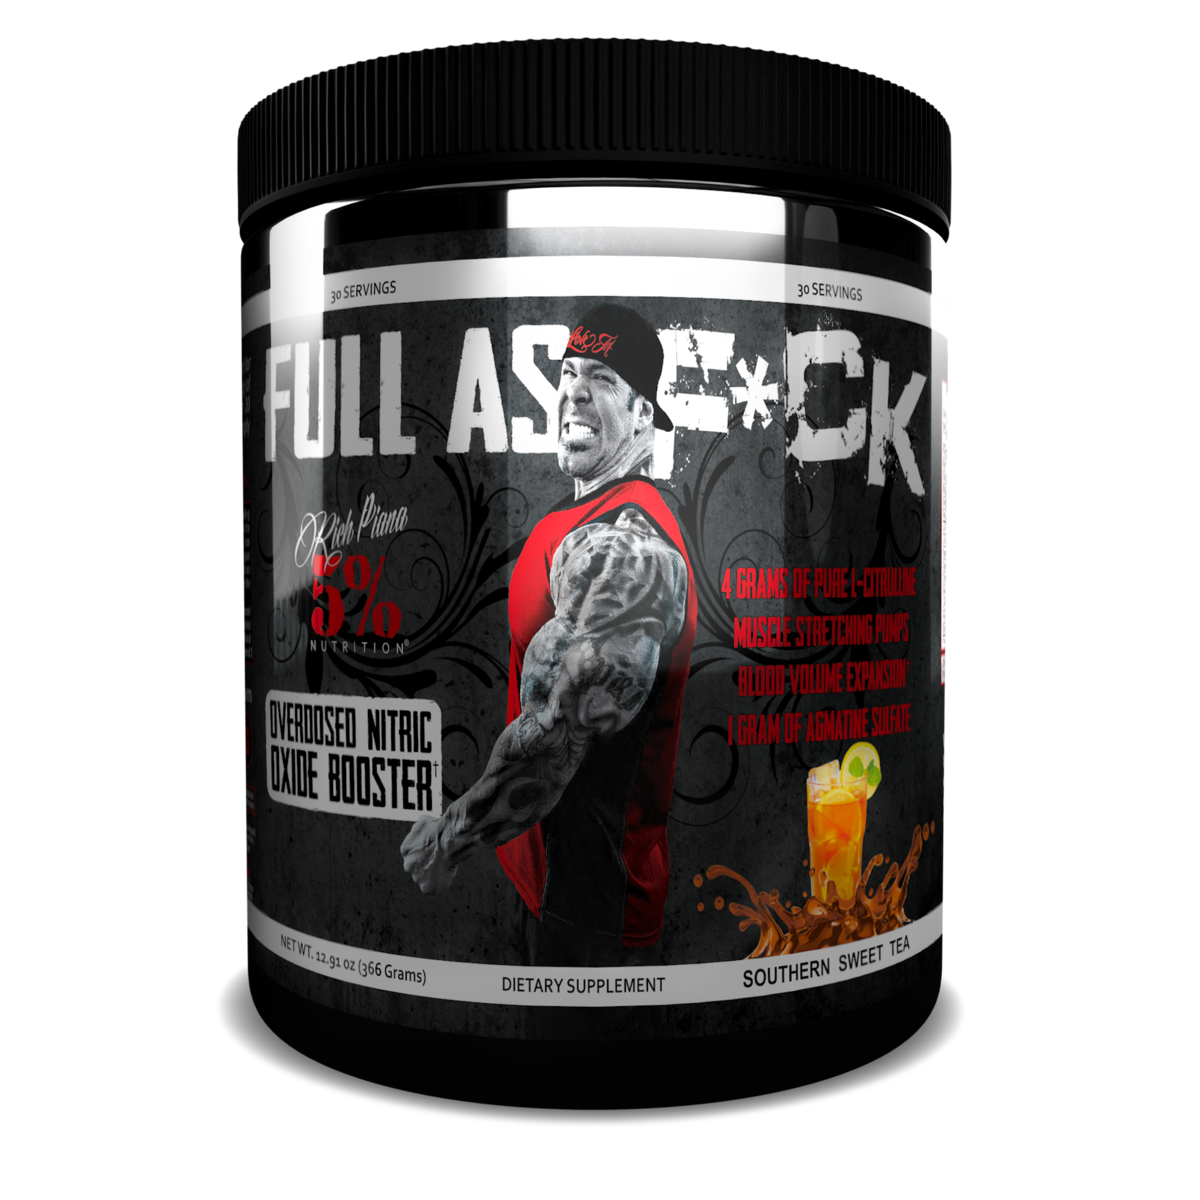 30 SERVINGS
30 SERVINGS
FULL AS F*CK
Rich Piana
5%
NUTRITION®
OVERDOSED NITRIC
OXIDE BOOSTER†
4 GRAMS OF PURE L-CITRULLINE
MUSCLE STRETCHING PUMPS
BLOOD VOLUME EXPANSION†
1 GRAM OF AGMATINE SULFATE
NET WT. 12.91 OZ (366 Grams)
DIETARY SUPPLEMENT
SOUTHERN SWEET TEA